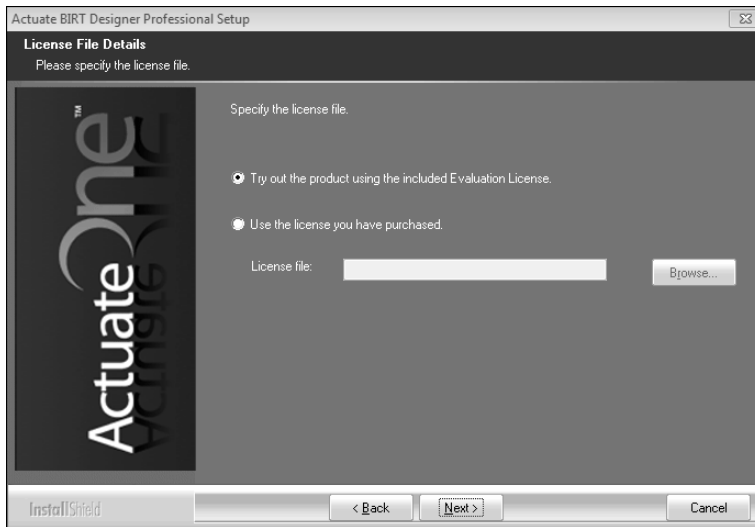 Actuate BIRT Designer Professional Setup
License File Details
Please specify the license file.
ActuateOne™
Specify the license file.
Try out the product using the included Evaluation License.
Use the license you have purchased.
License file:
Browse...
InstallShield
< Back
Next >
Cancel